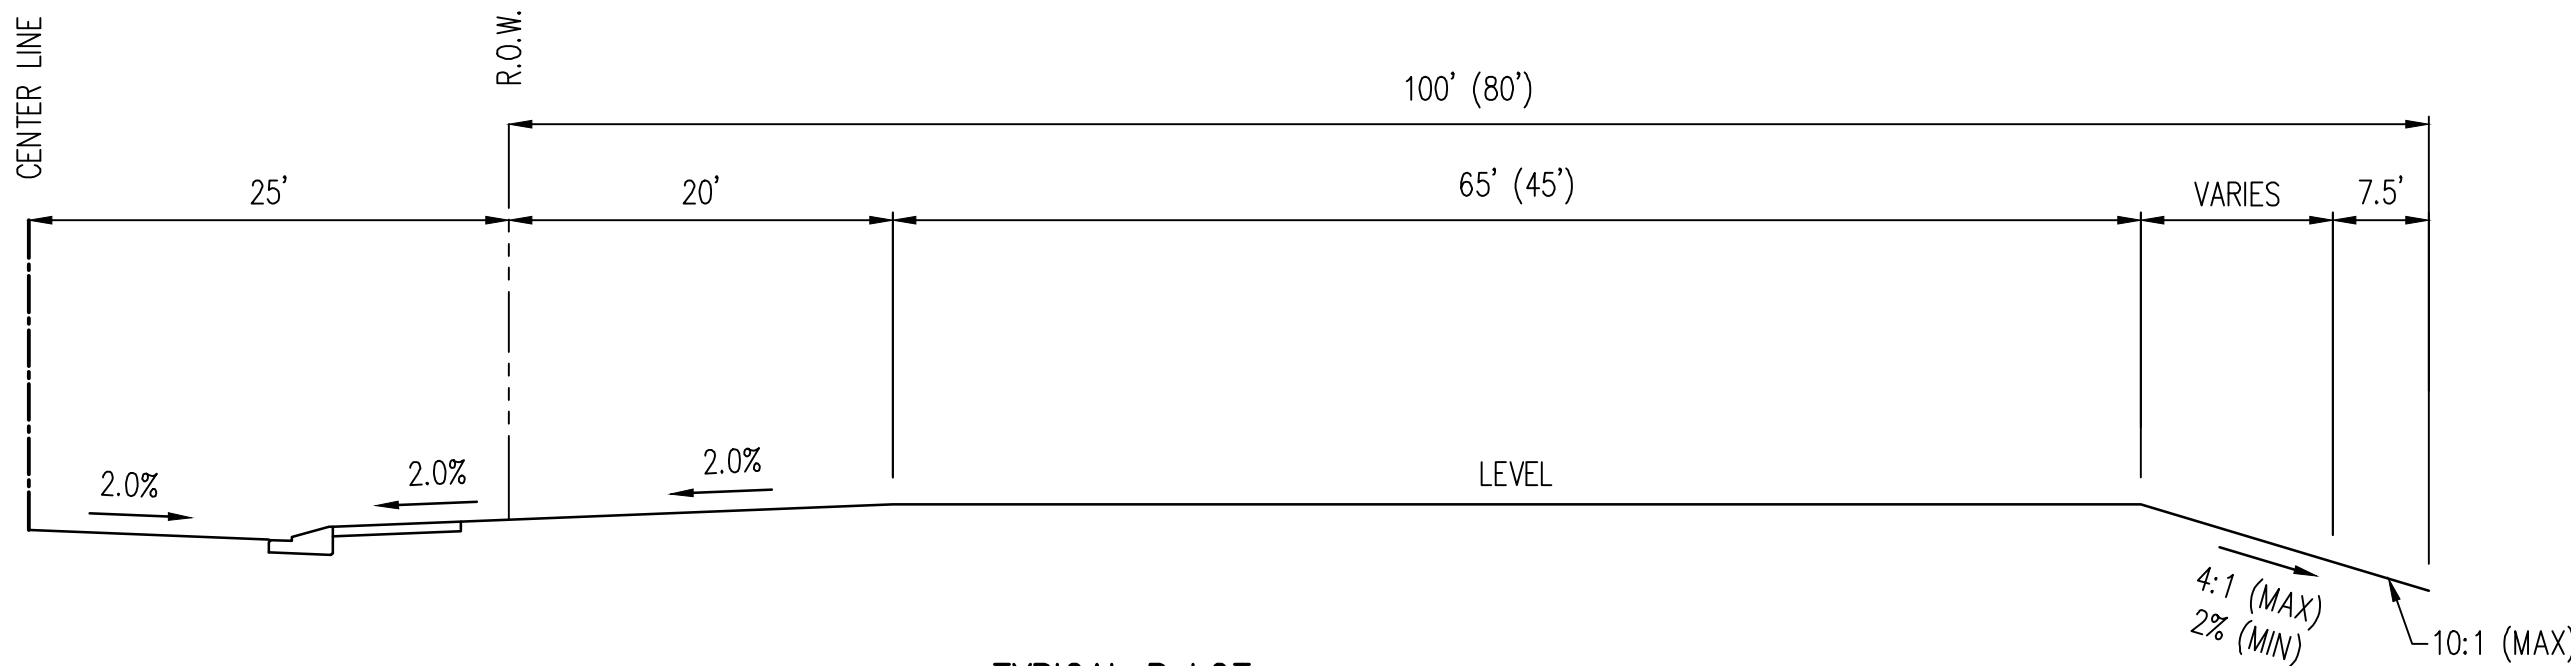 CENTER LINE
R.O.W.
100' (80')
25'
20'
65' (45')
VARIES
7.5'
2.0%
2.0%
2.0%
LEVEL
4:1 (MAX)
2% (MIN)
10:1 (MAX)